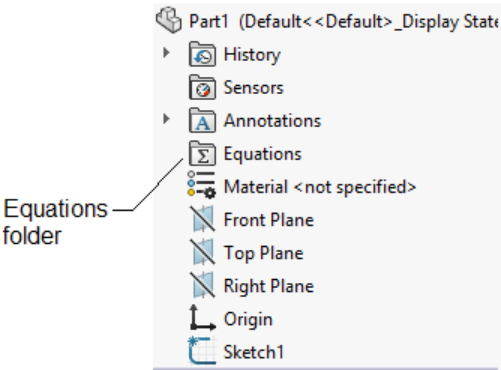 Part1 (Default<<Default>_Display State
History
Sensors
Annotations
Equations
Material <not specified>
Front Plane
Top Plane
Right Plane
Origin
Sketch1
Equations
folder